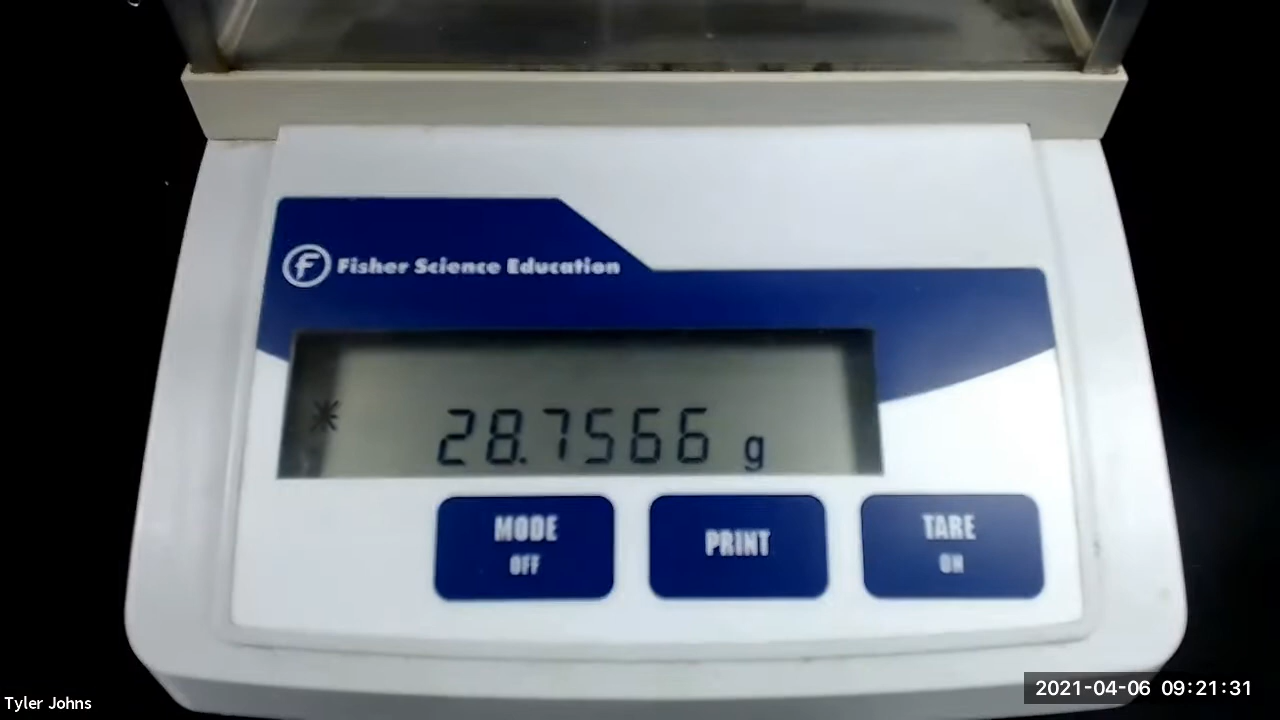 F Fisher Science Education
* 28.7566 g
MODE
OFF
PRINT
TARE
ON
Tyler Johns
2021-04-06 09:21:31